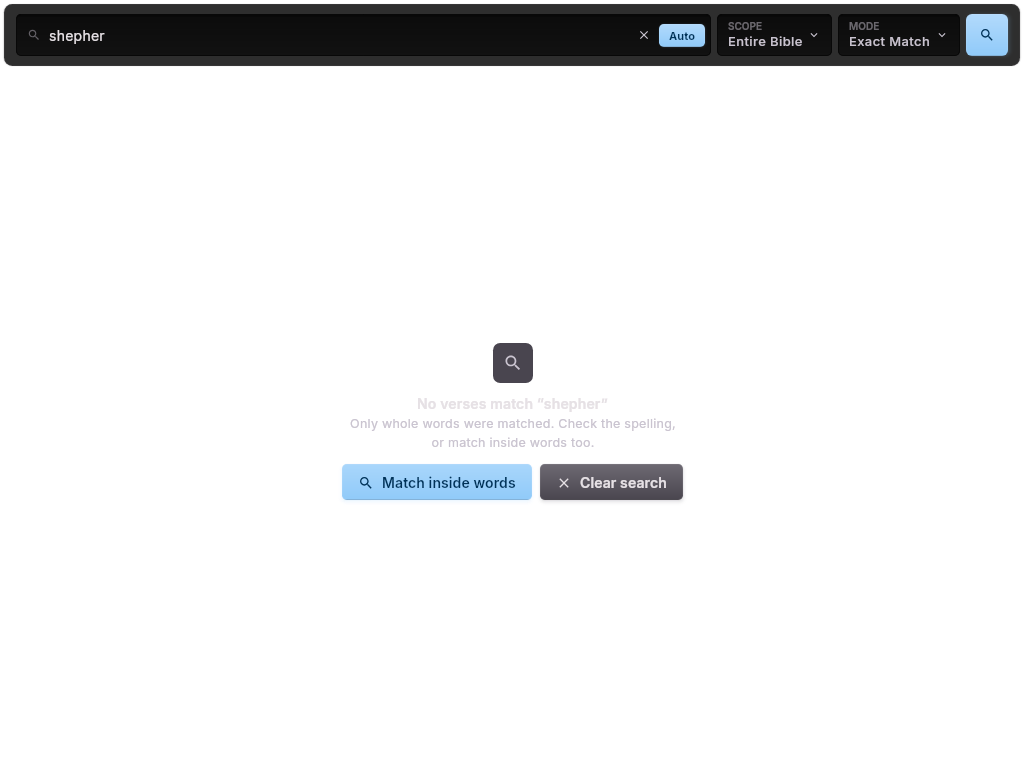 shepher
Auto
SCOPE
Entire Bible
MODE
Exact Match
No verses match "shepher"
Only whole words were matched. Check the spelling,
or match inside words too.
Match inside words
Clear search